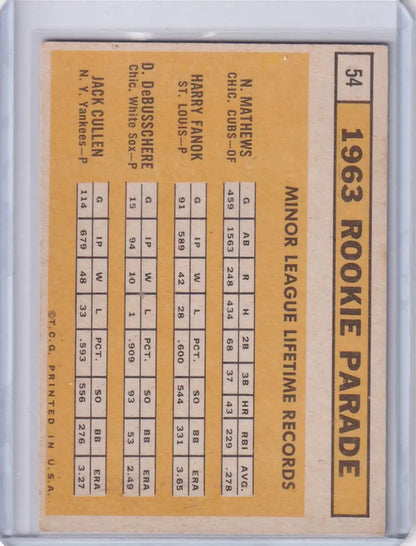 54 1963 ROOKIE PARADE
MINOR LEAGUE LIFETIME RECORDS
N. MATHEWS
CHIC. CUBS—OF
G AB R H 2B 3B HR RBI AVG.
459 1563 248 434 68 37 43 229 .278
HARRY FANOK
ST. LOUIS—P
G IP W L PCT. SO BB ERA
91 589 42 28 .600 544 331 3.65
D. DeBUSSCHERE
Chic. White Sox—P
G IP W L PCT. SO BB ERA
15 94 10 1 .909 93 53 2.49
JACK CULLEN
N. Y. Yankees—P
G IP W L PCT. SO BB ERA
114 679 48 33 .593 556 276 3.27
©T.C.G. PRINTED IN U.S.A.